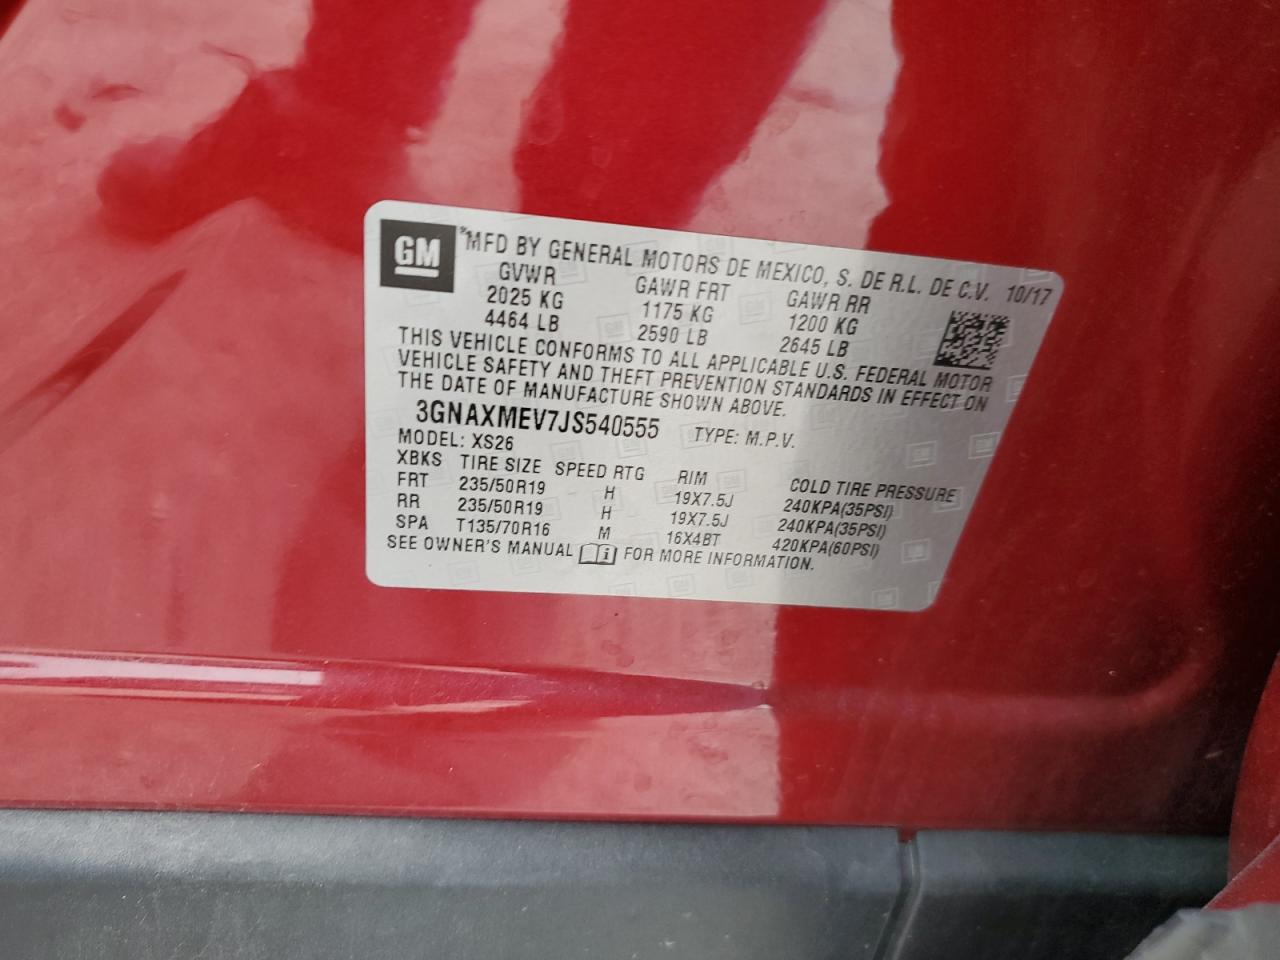 GM *MFD BY GENERAL MOTORS DE MEXICO, S. DE R.L. DE C.V. 10/17
GVWR GAWR FRT GAWR RR
2025 KG 1175 KG 1200 KG
4464 LB 2590 LB 2645 LB
THIS VEHICLE CONFORMS TO ALL APPLICABLE U.S. FEDERAL MOTOR
VEHICLE SAFETY AND THEFT PREVENTION STANDARDS IN EFFECT ON
THE DATE OF MANUFACTURE SHOWN ABOVE.
3GNAXMEV7JS540555 TYPE: M.P.V.
MODEL: XS26
XBKS TIRE SIZE SPEED RTG RIM COLD TIRE PRESSURE
FRT 235/50R19 H 19X7.5J 240KPA(35PSI)
RR 235/50R19 H 19X7.5J 240KPA(35PSI)
SPA T135/70R16 M 16X4BT 420KPA(60PSI)
SEE OWNER'S MANUAL i FOR MORE INFORMATION.